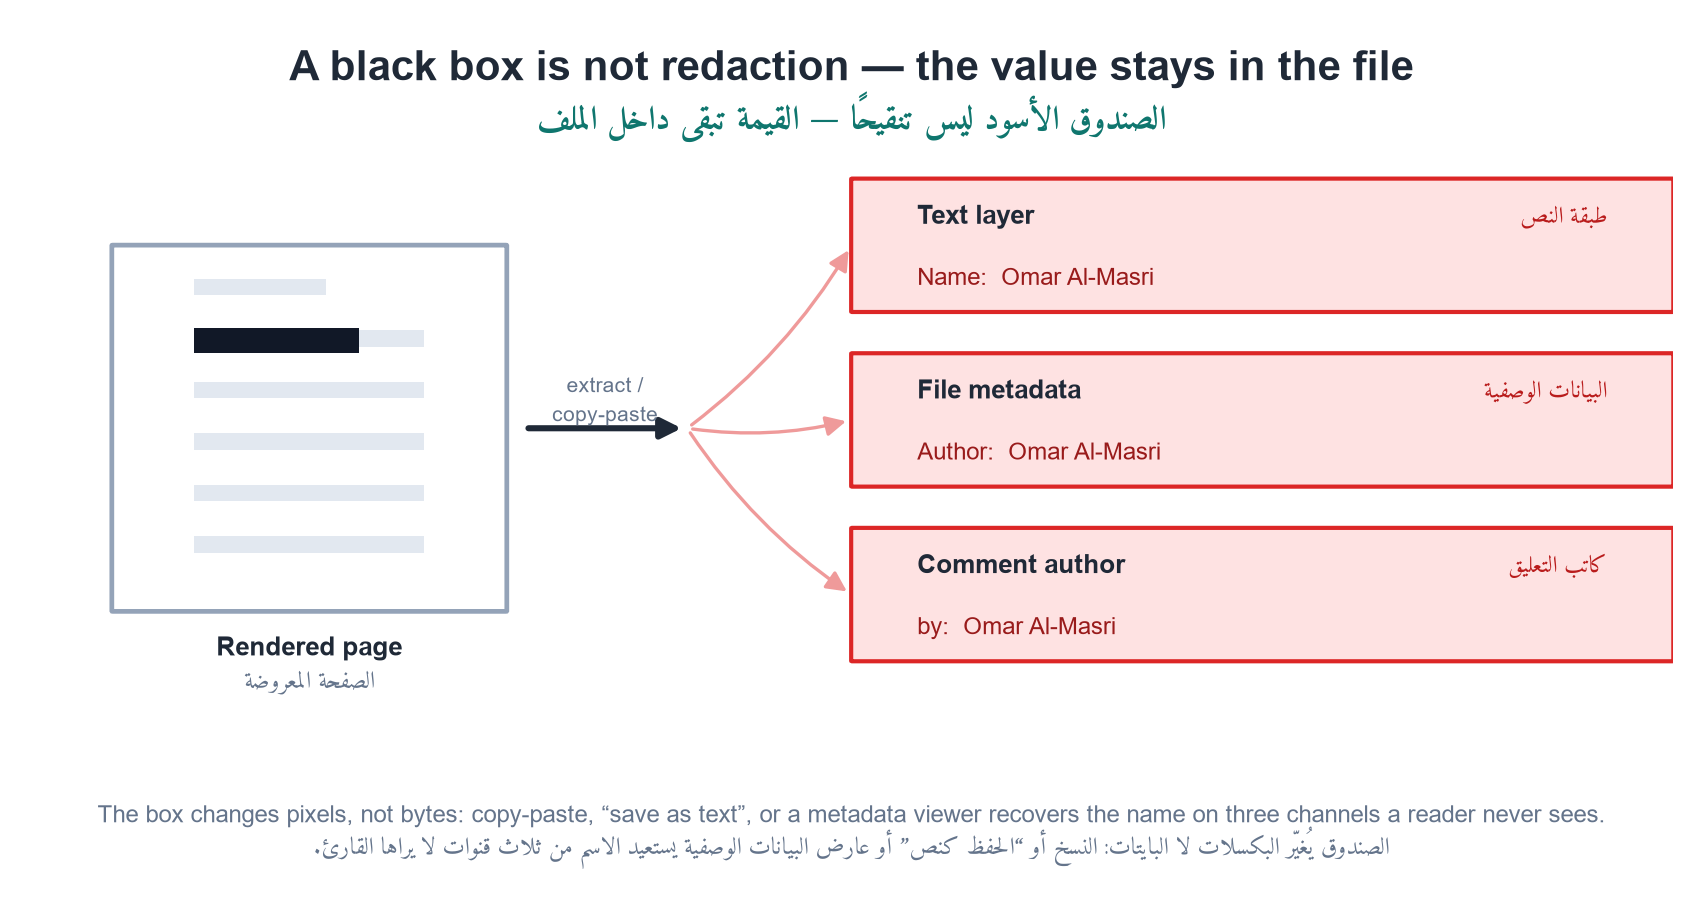 A black box is not redaction — the value stays in the file
الصندوق الأسود ليس تنقيحًا — القيمة تبقى داخل الملف
Text layer
طبقة النص
Name: Omar Al-Masri
extract /
copy-paste
File metadata
البيانات الوصفية
Author: Omar Al-Masri
Comment author
كاتب التعليق
by: Omar Al-Masri
Rendered page
الصفحة المعروضة
The box changes pixels, not bytes: copy-paste, “save as text”, or a metadata viewer recovers the name on three channels a reader never sees.
الصندوق يُغيّر البكسلات لا البايتات: النسخ أو “الحفظ كنص” أو عارض البيانات الوصفية يستعيد الاسم من ثلاث قنوات لا يراها القارئ.